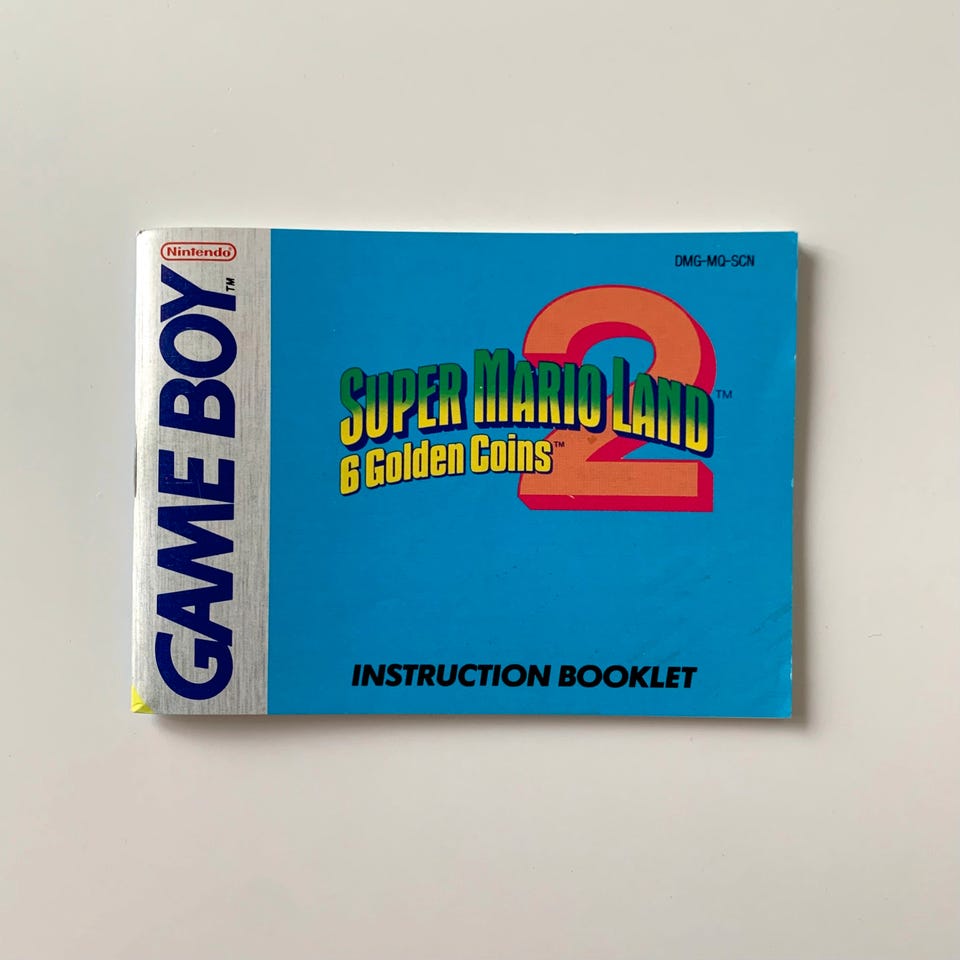 Nintendo
GAME BOY™
DMG-MQ-SCN
SUPER MARIO LAND 2™
6 Golden Coins™
INSTRUCTION BOOKLET